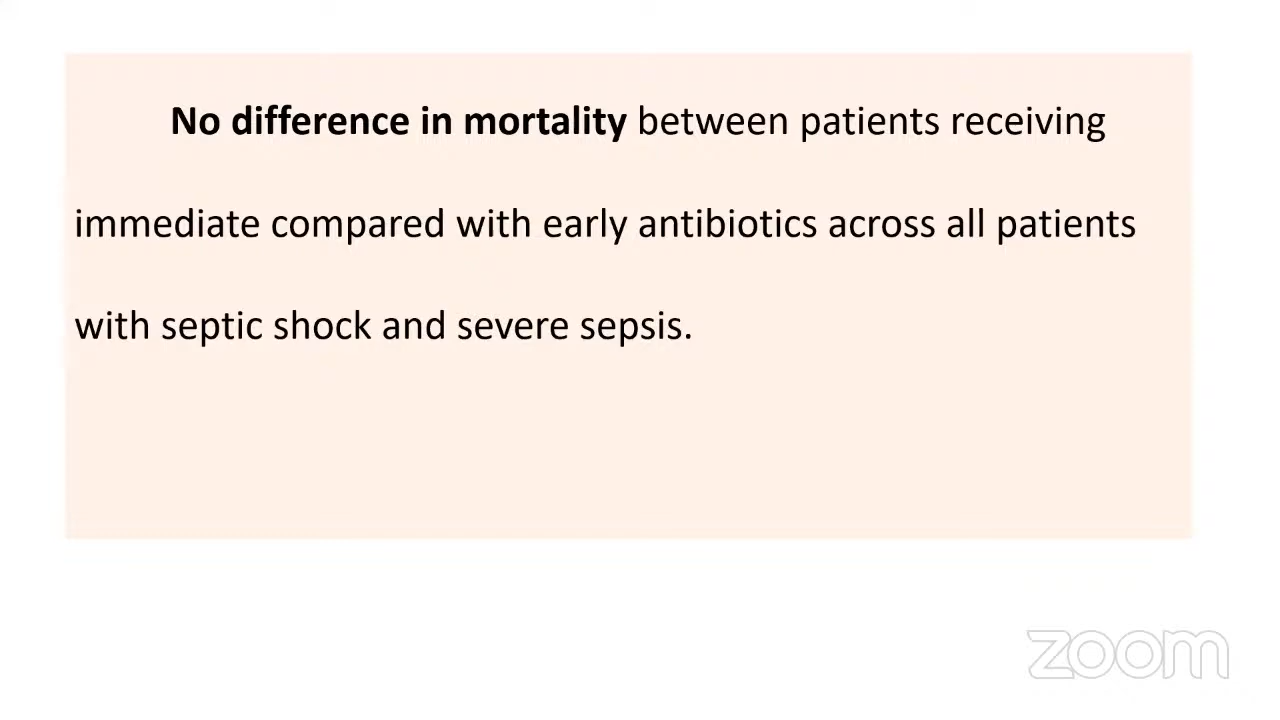 No difference in mortality between patients receiving
immediate compared with early antibiotics across all patients
with septic shock and severe sepsis.
zoom